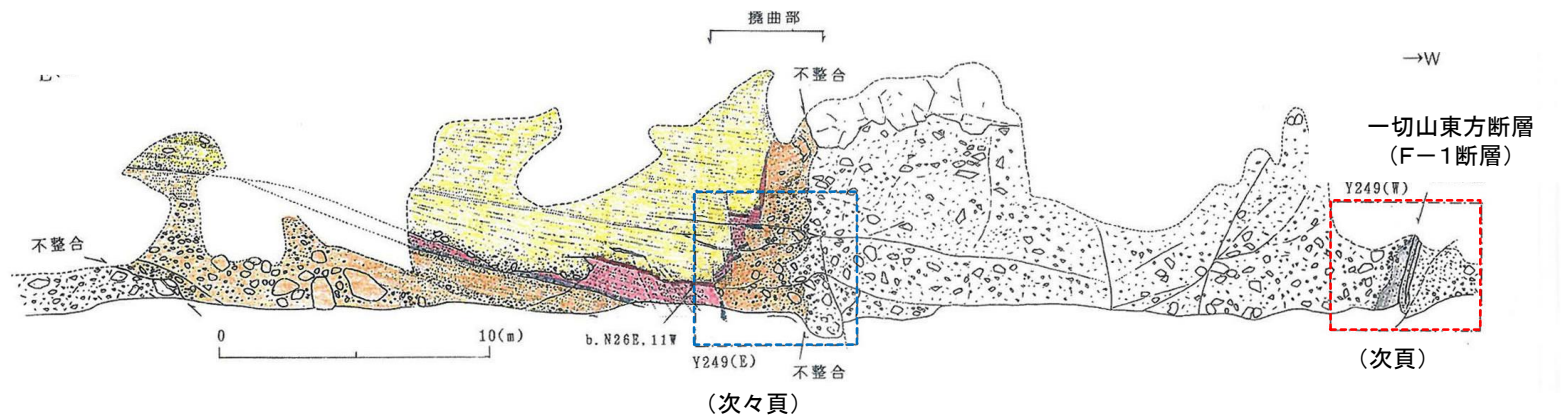 撓曲部
不整合
→W
一切山東方断層
(F-1断層)
Y249(W)
不整合
0
10(m)
b.N26E,11W
Y249(E)
不整合
(次頁)
(次々頁)